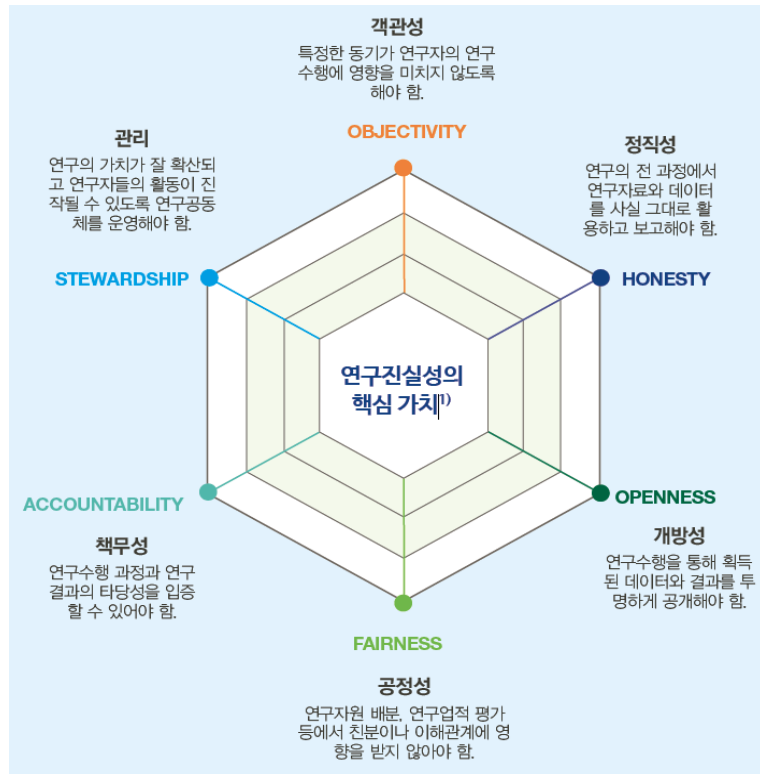 객관성
특정한 동기가 연구자의 연구
수행에 영향을 미치지 않도록
해야 함.
OBJECTIVITY
관리
연구의 가치가 잘 확산되
고 연구자들의 활동이 진
작될 수 있도록 연구공동
체를 운영해야 함.
STEWARDSHIP
정직성
연구의 전 과정에서
연구자료와 데이터
를 사실 그대로 활
용하고 보고해야 함.
HONESTY
연구진실성의
핵심 가치1)
ACCOUNTABILITY
책무성
연구수행 과정과 연구
결과의 타당성을 입증
할 수 있어야 함.
OPENNESS
개방성
연구수행을 통해 획득
된 데이터와 결과를 투
명하게 공개해야 함.
FAIRNESS
공정성
연구자원 배분, 연구업적 평가
등에서 친분이나 이해관계에 영
향을 받지 않아야 함.